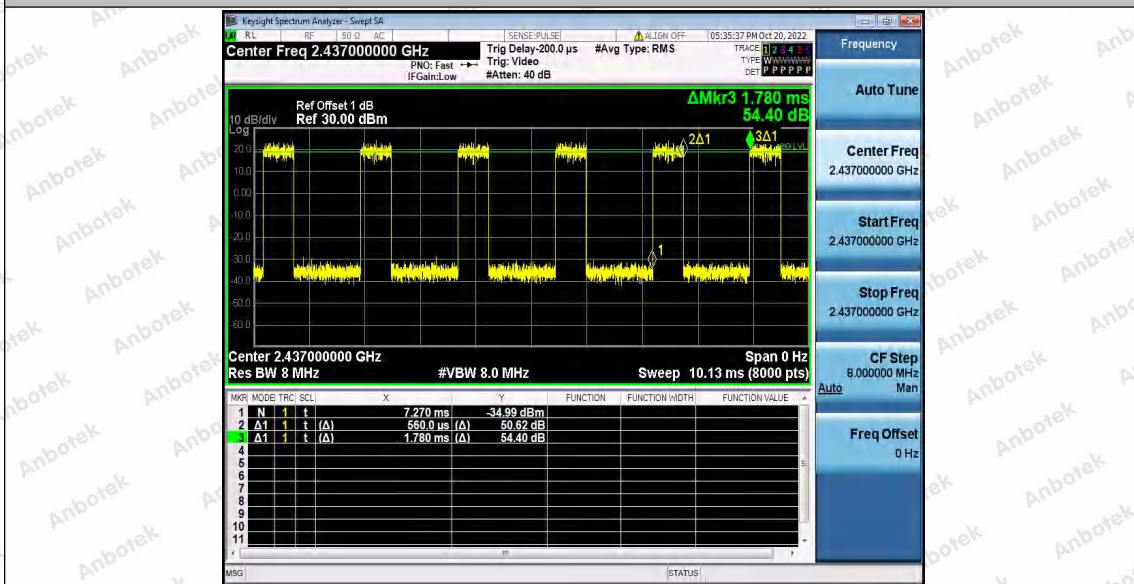 Keysight Spectrum Analyzer - Swept SA
RL RF 50 Ω AC SENSE:PULSE ALIGN OFF 05:35:37 PM Oct 20, 2022
Center Freq 2.437000000 GHz
PNO: Fast
IFGain:Low
Trig Delay-200.0 µs
Trig: Video
#Atten: 40 dB
#Avg Type: RMS
TRACE 1 2 3 4 5 6
TYPE
DET P P P P P P
ΔMkr3 1.780 ms
54.40 dB
Ref Offset 1 dB
Ref 30.00 dBm
10 dB/div
Log
20.0
10.0
0.00
-10.0
-20.0
-30.0
-40.0
-50.0
-60.0
2Δ1
3Δ1
TRIG LVL
1
Center 2.437000000 GHz
Span 0 Hz
Res BW 8 MHz
#VBW 8.0 MHz
Sweep 10.13 ms (8000 pts)
MKR MODE TRC SCL X Y FUNCTION FUNCTION WIDTH FUNCTION VALUE
1 N 1 t 7.270 ms -34.99 dBm
2 Δ1 1 t (Δ) 560.0 µs (Δ) 50.62 dB
3 Δ1 1 t (Δ) 1.780 ms (Δ) 54.40 dB
4
5
6
7
8
9
10
11
MSG
STATUS
Frequency
Auto Tune
Center Freq
2.437000000 GHz
Start Freq
2.437000000 GHz
Stop Freq
2.437000000 GHz
CF Step
8.000000 MHz
Auto Man
Freq Offset
0 Hz
Anbotek